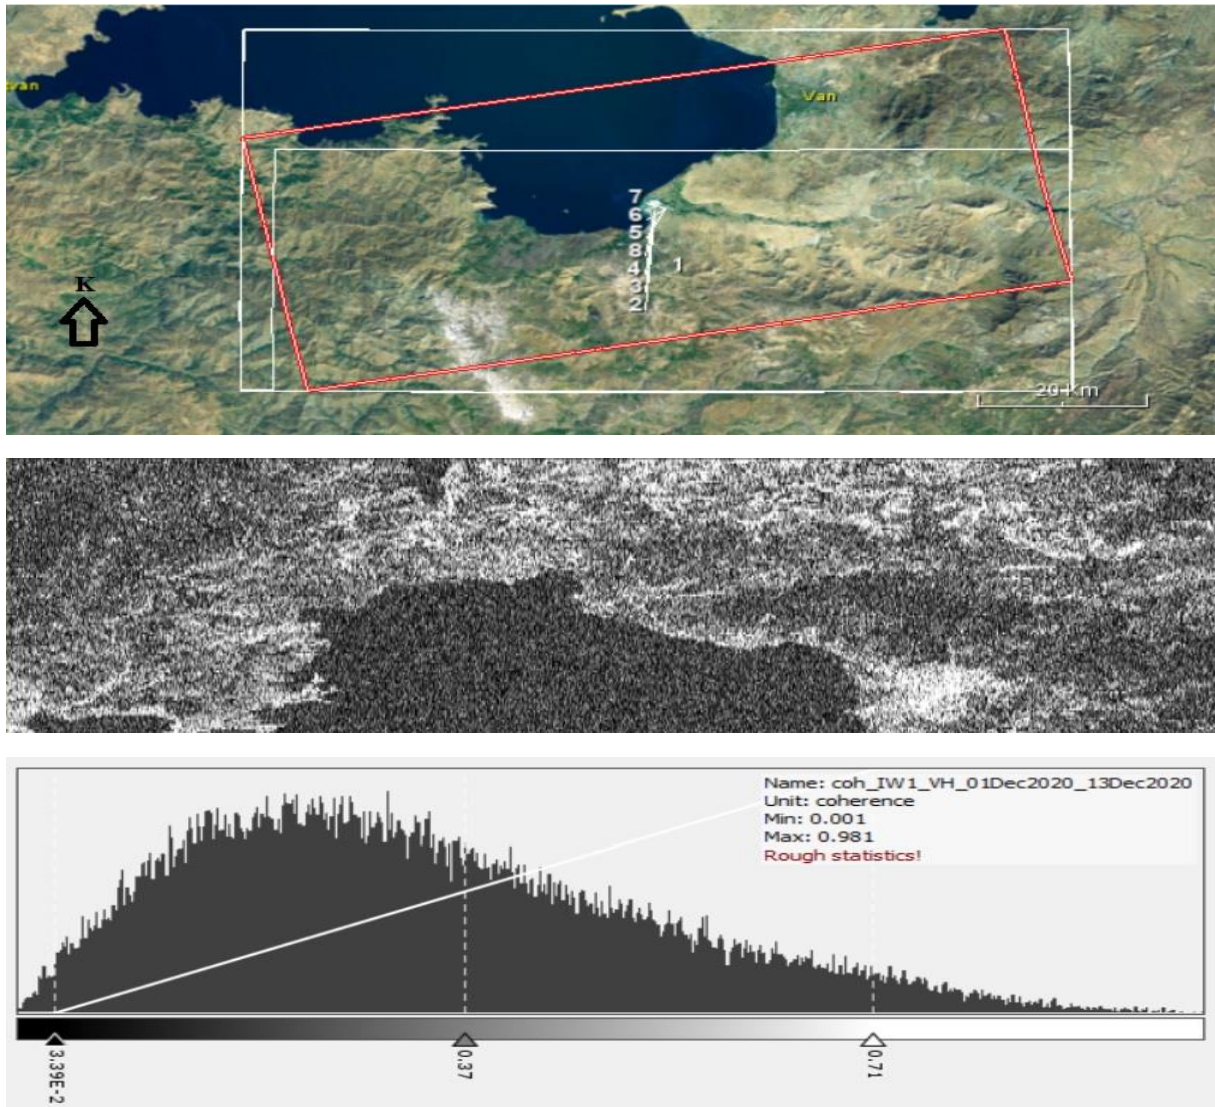 van
Van
7
6
5
8
1
4
3
2
K
20 Km
Name: coh_IW1_VH_01Dec2020_13Dec2020
Unit: coherence
Min: 0.001
Max: 0.981
Rough statistics!
3.39E-2
0.37
0.71